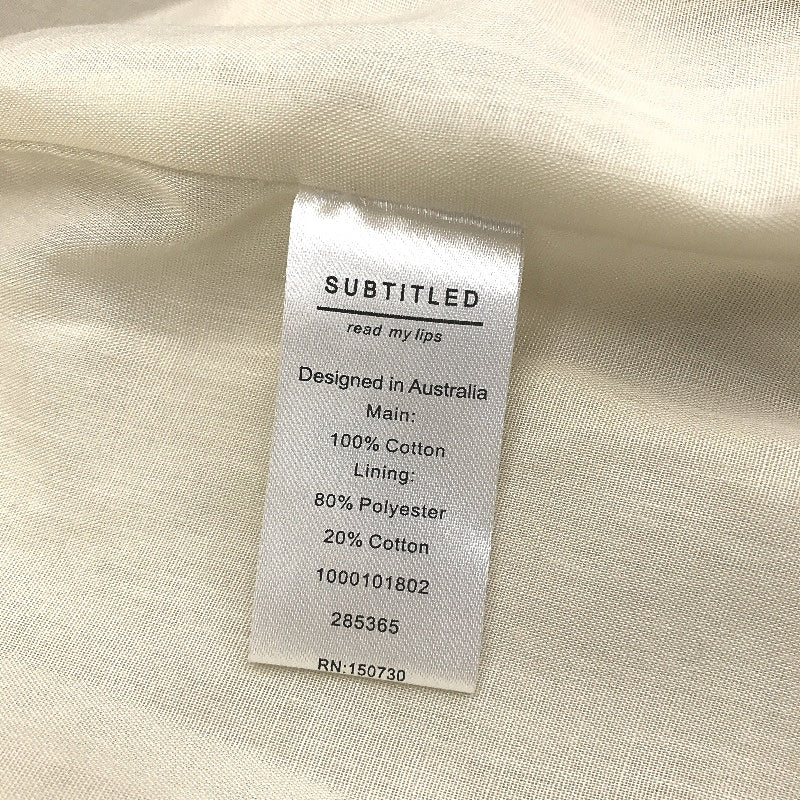 SUBTITLED
read my lips
Designed in Australia
Main:
100% Cotton
Lining:
80% Polyester
20% Cotton
1000101802
285365
RN:150730